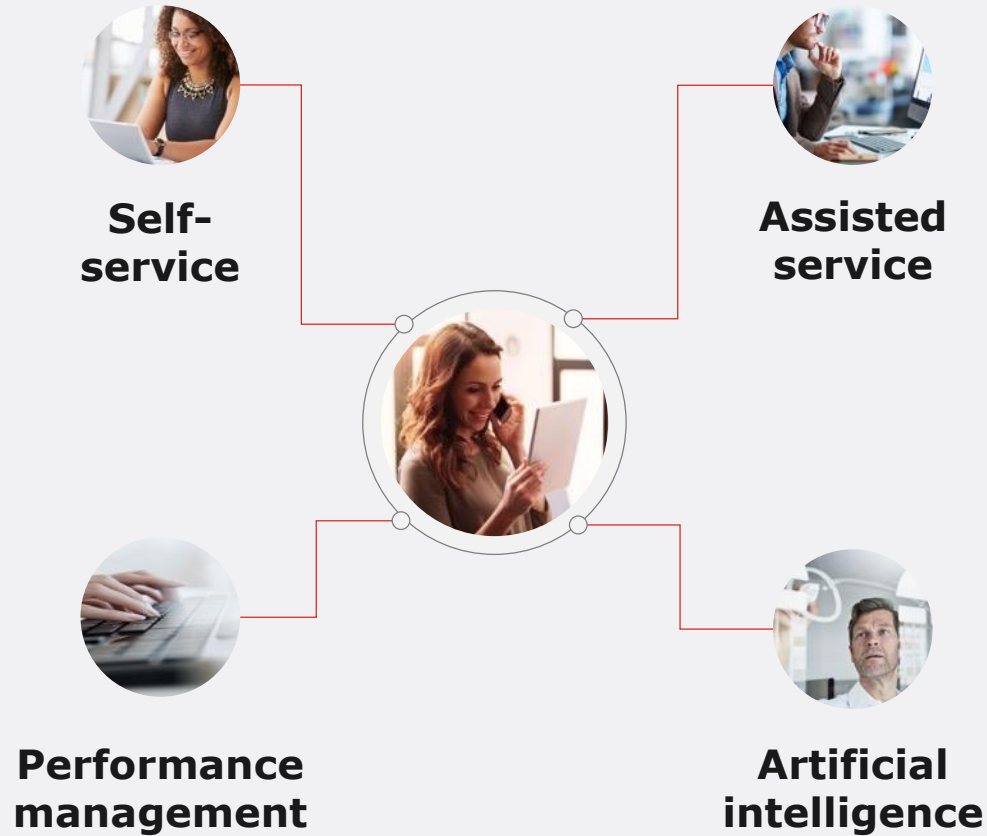 Self-
service
Assisted
service
Performance
management
Artificial
intelligence